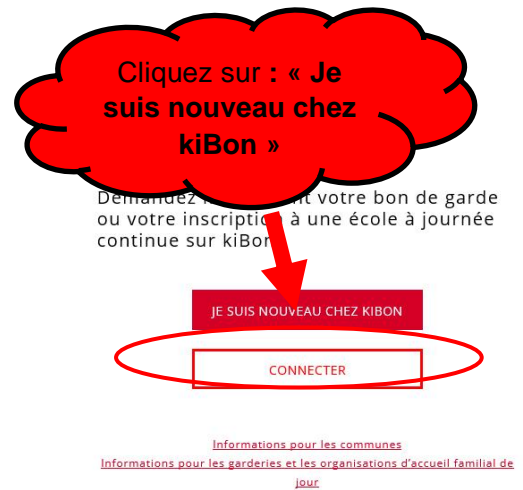 Cliquez sur : « Je
suis nouveau chez
kiBon »
Demandez nt votre bon de garde
ou votre inscription à une école à journée
continue sur kiBon
JE SUIS NOUVEAU CHEZ KIBON
CONNECTER
Informations pour les communes
Informations pour les garderies et les organisations d'accueil familial de
jour